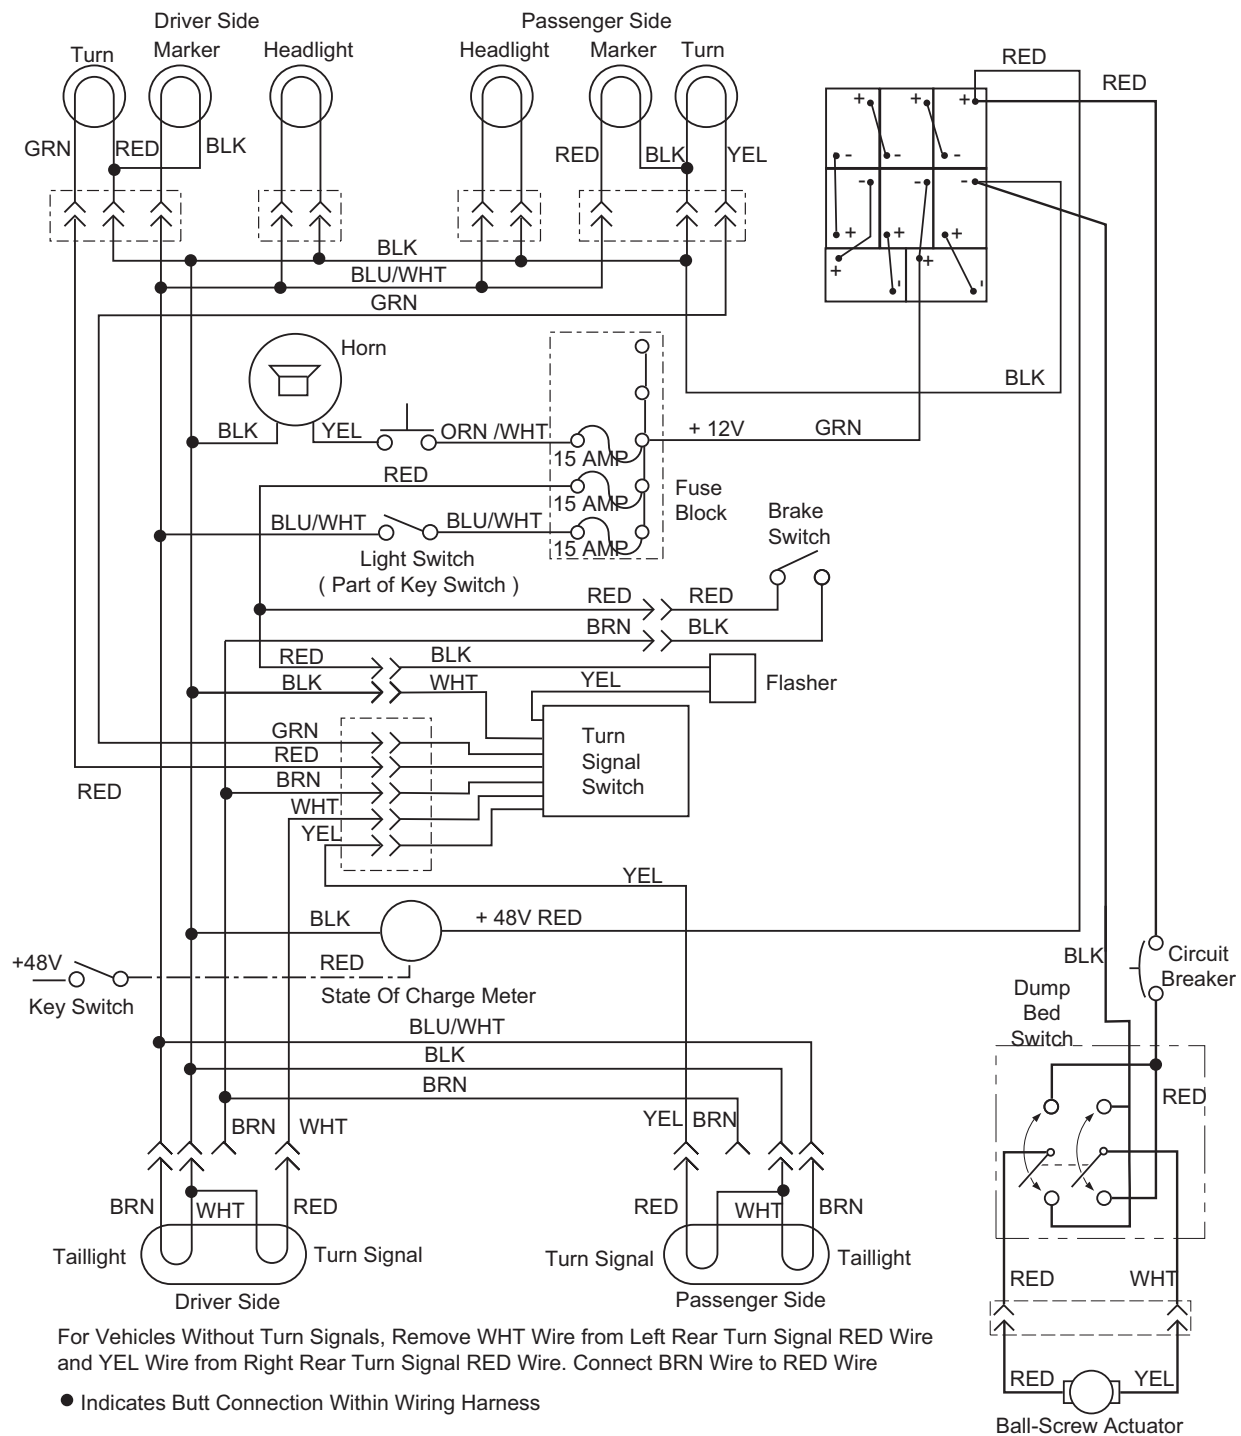 Driver Side
Passenger Side
Turn
Marker
Headlight
Headlight
Marker
Turn
RED
RED
GRN
RED
BLK
RED
BLK
YEL
+ + +
- - -
- - -
+ + +
+ +
- -
BLK
BLU/WHT
GRN
Horn
BLK
BLK
YEL
ORN /WHT
+ 12V
GRN
15 AMP
RED
15 AMP
Fuse
Block
BLU/WHT
BLU/WHT
15 AMP
Brake
Switch
Light Switch
( Part of Key Switch )
RED
RED
BRN
BLK
RED
BLK
BLK
WHT
YEL
Flasher
GRN
RED
BRN
WHT
YEL
Turn
Signal
Switch
RED
YEL
BLK
+ 48V RED
+48V
RED
Key Switch
State Of Charge Meter
BLK
Circuit
Breaker
Dump
Bed
Switch
BLU/WHT
BLK
BRN
RED
BRN
WHT
YEL
BRN
BRN
WHT
RED
RED
WHT
BRN
Taillight
Turn Signal
Turn Signal
Taillight
Driver Side
Passenger Side
RED
WHT
For Vehicles Without Turn Signals, Remove WHT Wire from Left Rear Turn Signal RED Wire
and YEL Wire from Right Rear Turn Signal RED Wire. Connect BRN Wire to RED Wire
Indicates Butt Connection Within Wiring Harness
RED
YEL
Ball-Screw Actuator